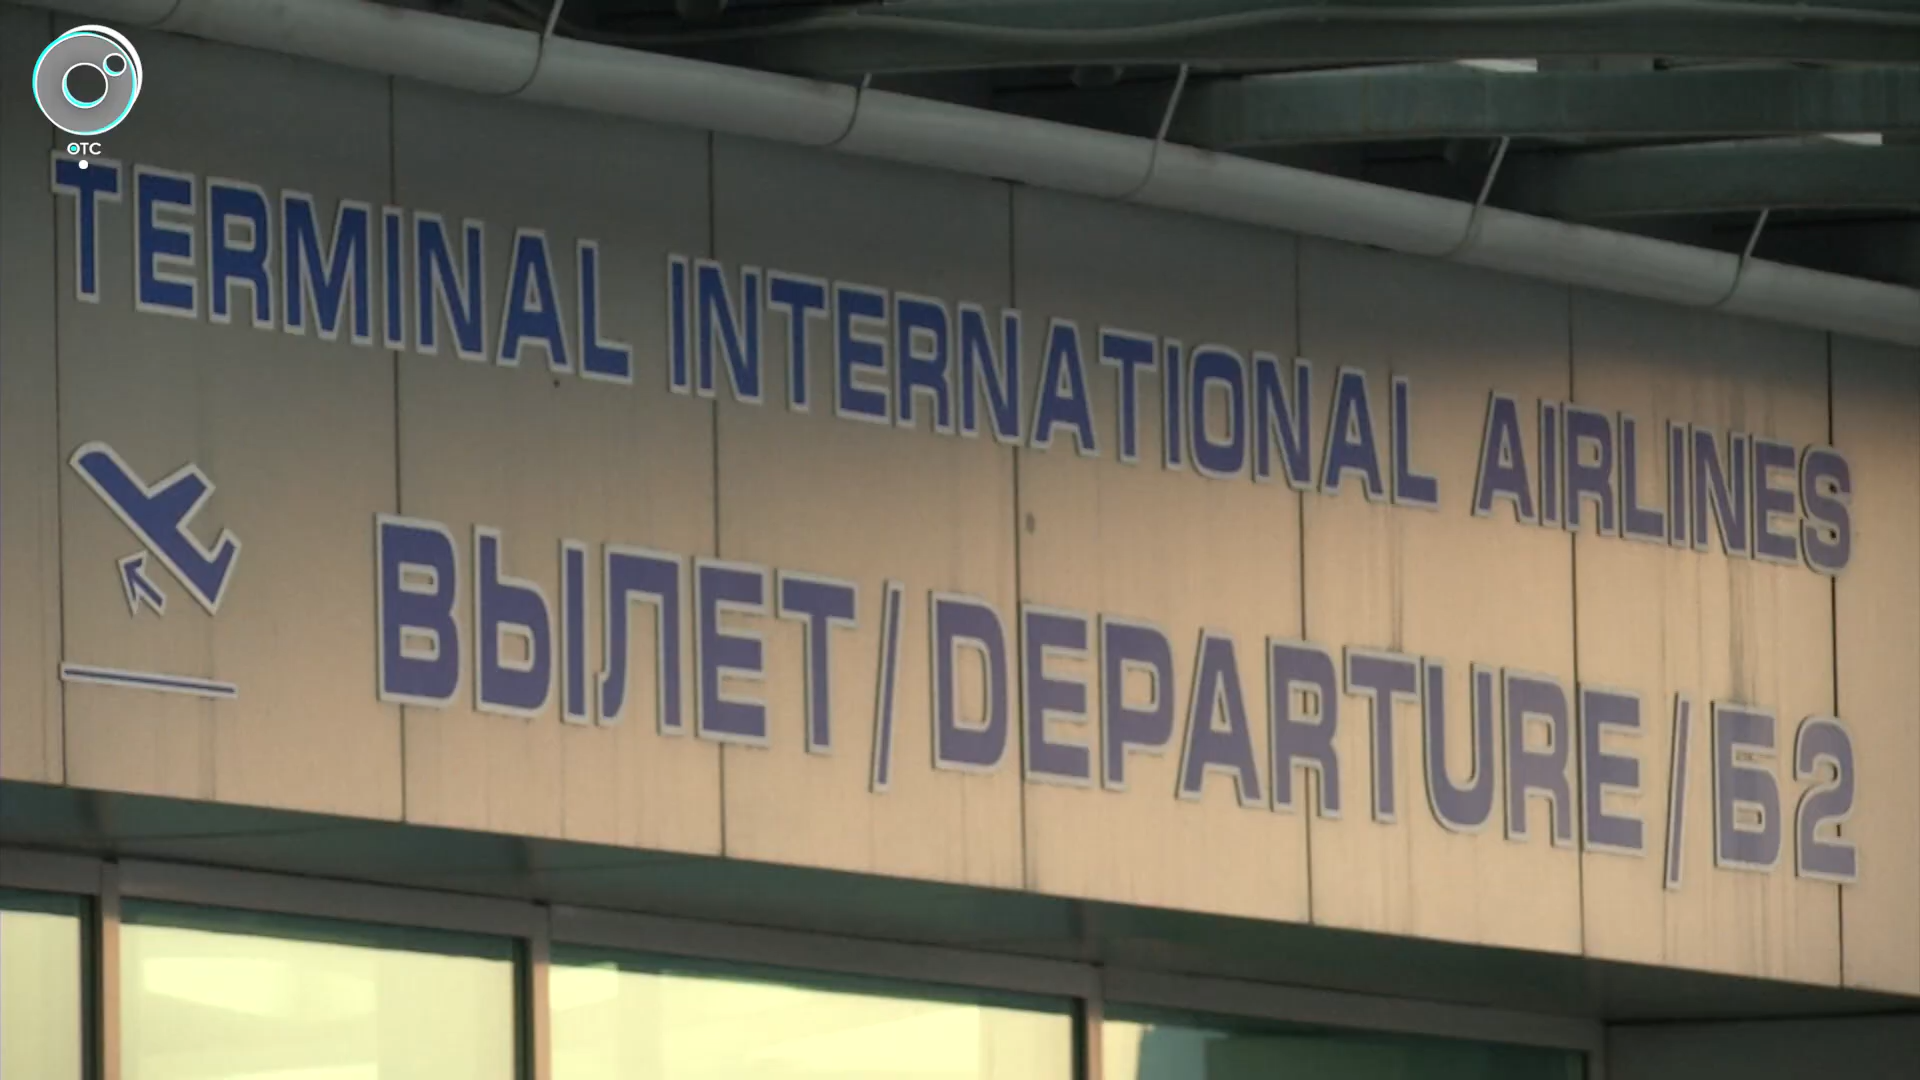 ОТС
TERMINAL INTERNATIONAL AIRLINES
ВЫЛЕТ/DEPARTURE/Б2